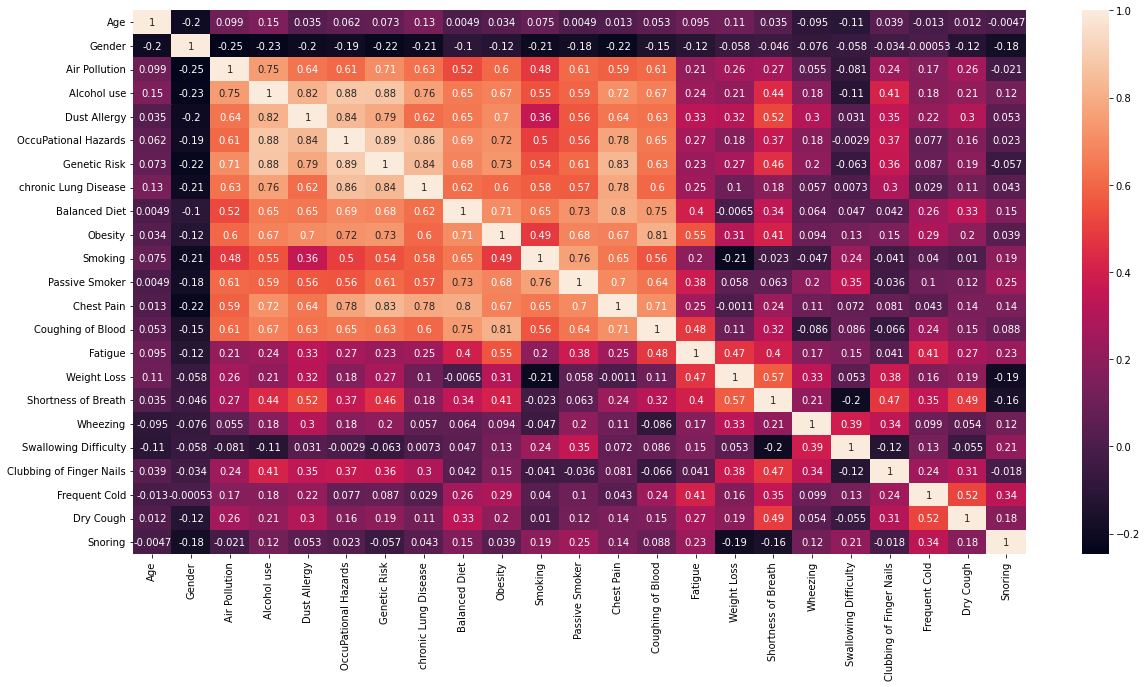 Age 1 -0.2 0.099 0.15 0.035 0.062 0.073 0.13 0.0049 0.034 0.075 0.0049 0.013 0.053 0.095 0.11 0.035 -0.095 -0.11 0.039 -0.013 0.012 -0.0047
Gender -0.2 1 -0.25 -0.23 -0.2 -0.19 -0.22 -0.21 -0.1 -0.12 -0.21 -0.18 -0.22 -0.15 -0.12 -0.058 -0.046 -0.076 -0.058 -0.034 -0.00053 -0.12 -0.18
Air Pollution 0.099 -0.25 1 0.75 0.64 0.61 0.71 0.63 0.52 0.6 0.48 0.61 0.59 0.61 0.21 0.26 0.27 0.055 -0.081 0.24 0.17 0.26 -0.021
Alcohol use 0.15 -0.23 0.75 1 0.82 0.88 0.88 0.76 0.65 0.67 0.55 0.59 0.72 0.67 0.24 0.21 0.44 0.18 -0.11 0.41 0.18 0.21 0.12
Dust Allergy 0.035 -0.2 0.64 0.82 1 0.84 0.79 0.62 0.65 0.7 0.36 0.56 0.64 0.63 0.33 0.32 0.52 0.3 0.031 0.35 0.22 0.3 0.053
OccuPational Hazards 0.062 -0.19 0.61 0.88 0.84 1 0.89 0.86 0.69 0.72 0.5 0.56 0.78 0.65 0.27 0.18 0.37 0.18 -0.0029 0.37 0.077 0.16 0.023
Genetic Risk 0.073 -0.22 0.71 0.88 0.79 0.89 1 0.84 0.68 0.73 0.54 0.61 0.83 0.63 0.23 0.27 0.46 0.2 -0.063 0.36 0.087 0.19 -0.057
chronic Lung Disease 0.13 -0.21 0.63 0.76 0.62 0.86 0.84 1 0.62 0.6 0.58 0.57 0.78 0.6 0.25 0.1 0.18 0.057 0.0073 0.3 0.029 0.11 0.043
Balanced Diet 0.0049 -0.1 0.52 0.65 0.65 0.69 0.68 0.62 1 0.71 0.65 0.73 0.8 0.75 0.4 -0.0065 0.34 0.064 0.047 0.042 0.26 0.33 0.15
Obesity 0.034 -0.12 0.6 0.67 0.7 0.72 0.73 0.6 0.71 1 0.49 0.68 0.67 0.81 0.55 0.31 0.41 0.094 0.13 0.15 0.29 0.2 0.039
Smoking 0.075 -0.21 0.48 0.55 0.36 0.5 0.54 0.58 0.65 0.49 1 0.76 0.65 0.56 0.2 -0.21 -0.023 -0.047 0.24 -0.041 0.04 0.01 0.19
Passive Smoker 0.0049 -0.18 0.61 0.59 0.56 0.56 0.61 0.57 0.73 0.68 0.76 1 0.7 0.64 0.38 0.058 0.063 0.2 0.35 -0.036 0.1 0.12 0.25
Chest Pain 0.013 -0.22 0.59 0.72 0.64 0.78 0.83 0.78 0.8 0.67 0.65 0.7 1 0.71 0.25 -0.0011 0.24 0.11 0.072 0.081 0.043 0.14 0.14
Coughing of Blood 0.053 -0.15 0.61 0.67 0.63 0.65 0.63 0.6 0.75 0.81 0.56 0.64 0.71 1 0.48 0.11 0.32 -0.086 0.086 -0.066 0.24 0.15 0.088
Fatigue 0.095 -0.12 0.21 0.24 0.33 0.27 0.23 0.25 0.4 0.55 0.2 0.38 0.25 0.48 1 0.47 0.4 0.17 0.15 0.041 0.41 0.27 0.23
Weight Loss 0.11 -0.058 0.26 0.21 0.32 0.18 0.27 0.1 -0.0065 0.31 -0.21 0.058 -0.0011 0.11 0.47 1 0.57 0.33 0.053 0.38 0.16 0.19 -0.19
Shortness of Breath 0.035 -0.046 0.27 0.44 0.52 0.37 0.46 0.18 0.34 0.41 -0.023 0.063 0.24 0.32 0.4 0.57 1 0.21 -0.2 0.47 0.35 0.49 -0.16
Wheezing -0.095 -0.076 0.055 0.18 0.3 0.18 0.2 0.057 0.064 0.094 -0.047 0.2 0.11 -0.086 0.17 0.33 0.21 1 0.39 0.34 0.099 0.054 0.12
Swallowing Difficulty -0.11 -0.058 -0.081 -0.11 0.031 -0.0029 -0.063 0.0073 0.047 0.13 0.24 0.35 0.072 0.086 0.15 0.053 -0.2 0.39 1 -0.12 0.13 -0.055 0.21
Clubbing of Finger Nails 0.039 -0.034 0.24 0.41 0.35 0.37 0.36 0.3 0.042 0.15 -0.041 -0.036 0.081 -0.066 0.041 0.38 0.47 0.34 -0.12 1 0.24 0.31 -0.018
Frequent Cold -0.013 -0.00053 0.17 0.18 0.22 0.077 0.087 0.029 0.26 0.29 0.04 0.1 0.043 0.24 0.41 0.16 0.35 0.099 0.13 0.24 1 0.52 0.34
Dry Cough 0.012 -0.12 0.26 0.21 0.3 0.16 0.19 0.11 0.33 0.2 0.01 0.12 0.14 0.15 0.27 0.19 0.49 0.054 -0.055 0.31 0.52 1 0.18
Snoring -0.0047 -0.18 -0.021 0.12 0.053 0.023 -0.057 0.043 0.15 0.039 0.19 0.25 0.14 0.088 0.23 -0.19 -0.16 0.12 0.21 -0.018 0.34 0.18 1
Age
Gender
Air Pollution
Alcohol use
Dust Allergy
OccuPational Hazards
Genetic Risk
chronic Lung Disease
Balanced Diet
Obesity
Smoking
Passive Smoker
Chest Pain
Coughing of Blood
Fatigue
Weight Loss
Shortness of Breath
Wheezing
Swallowing Difficulty
Clubbing of Finger Nails
Frequent Cold
Dry Cough
Snoring
1.0
0.8
0.6
0.4
0.2
0.0
−0.2